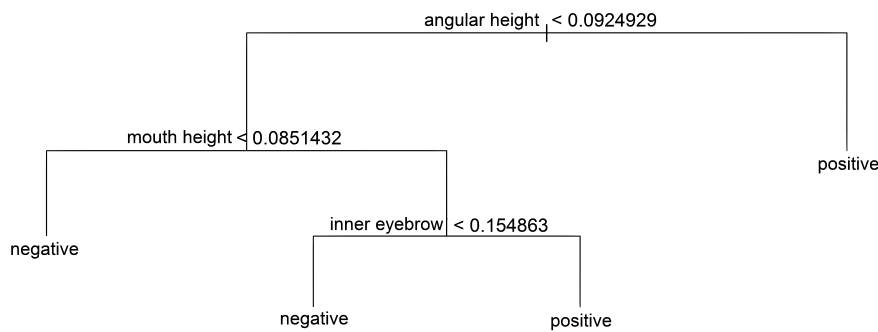 angular height < 0.0924929
mouth height < 0.0851432
positive
inner eyebrow < 0.154863
negative
negative
positive